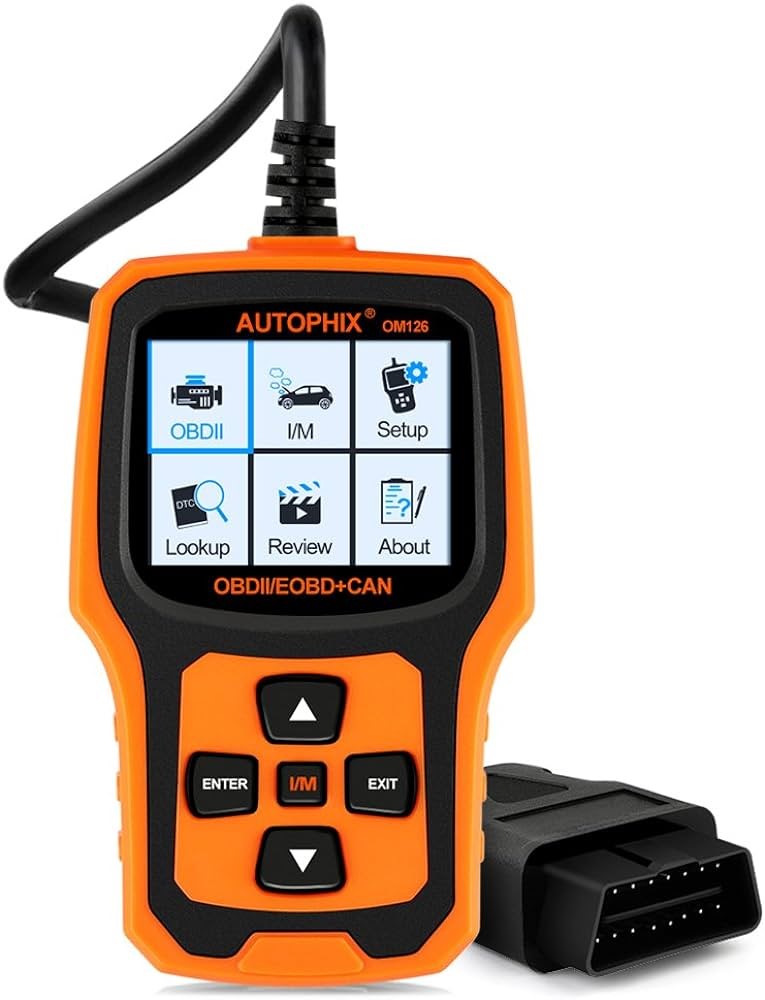 AUTOPHIX® OM126
OBDII I/M Setup
DTC
Lookup Review About
OBDII/EOBD+CAN
ENTER I/M EXIT